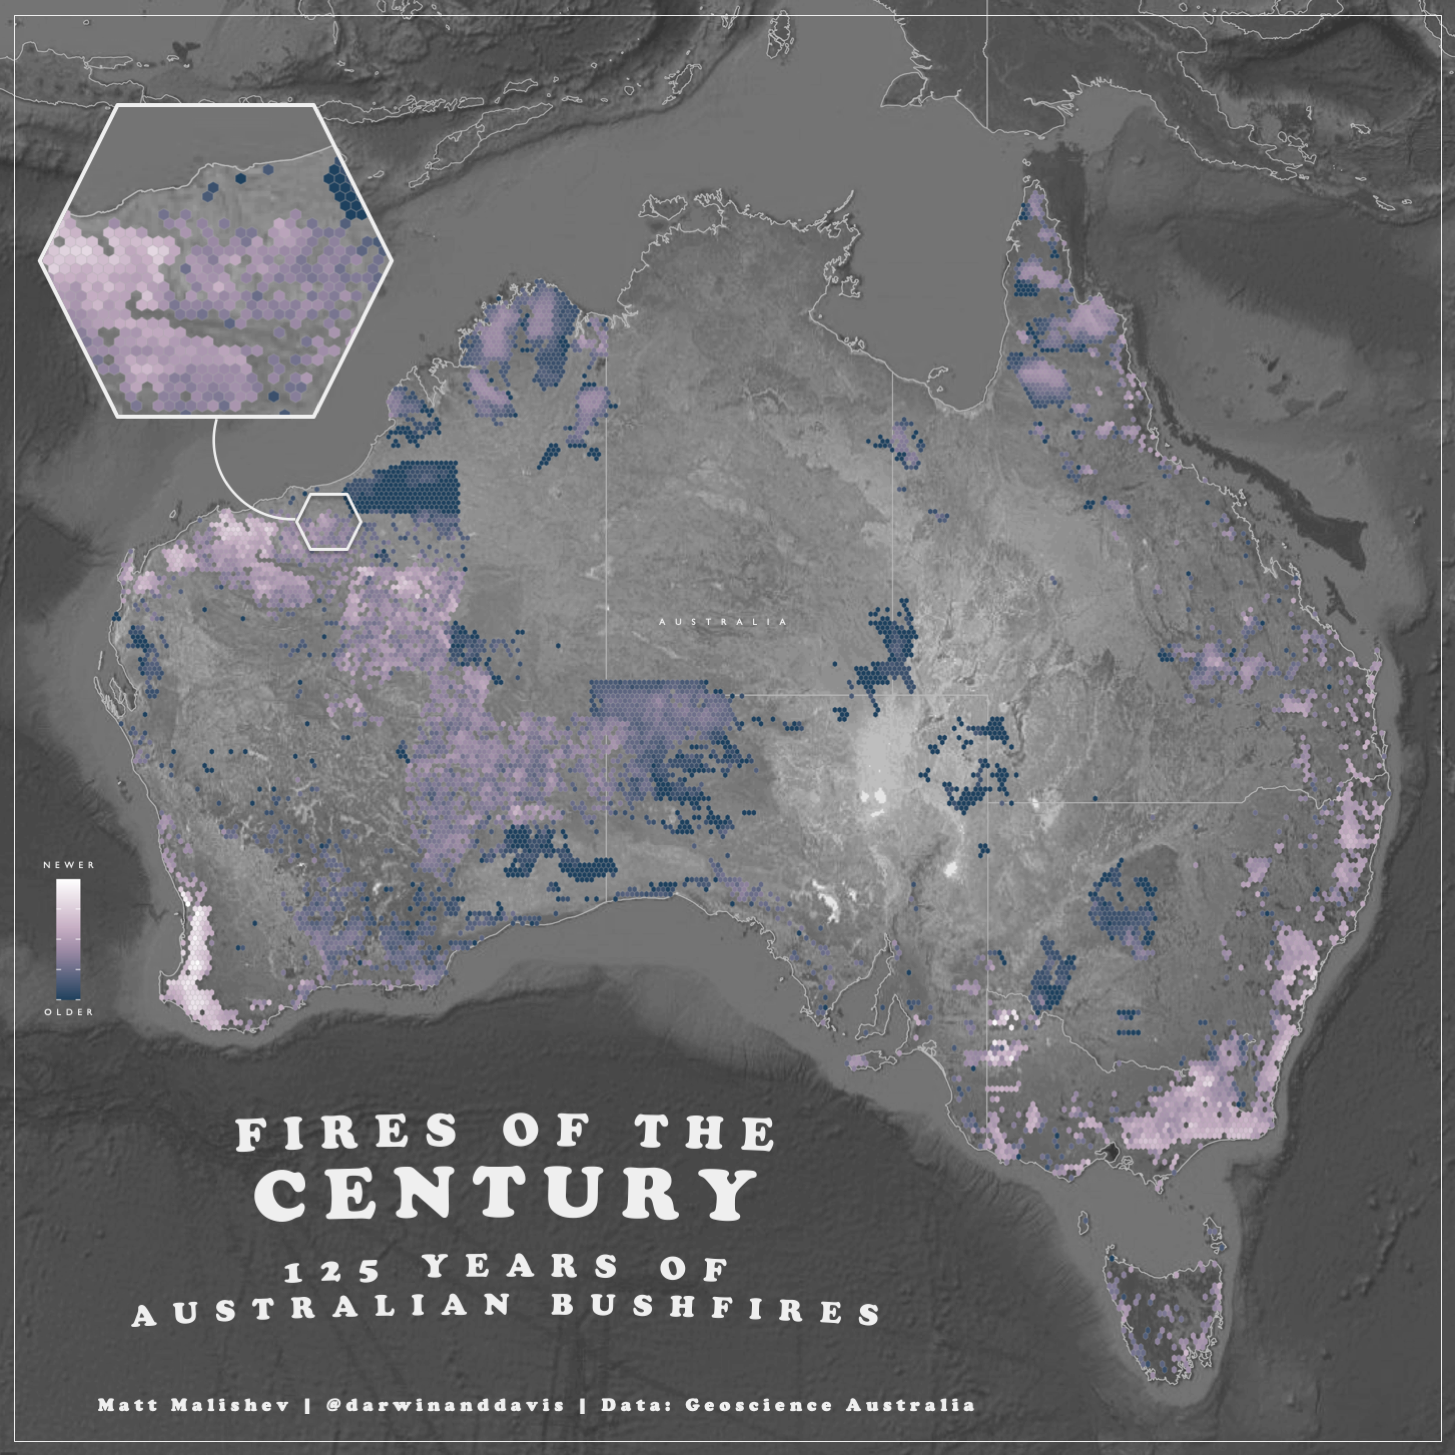 AUSTRALIA
NEWER
OLDER
FIRES OF THE
CENTURY
125 YEARS OF
AUSTRALIAN BUSHFIRES
Matt Malishev | @darwinanddavis | Data: Geoscience Australia